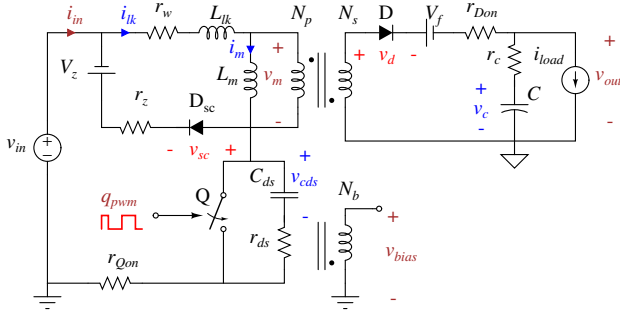 i_in i_lk r_w L_lk N_p N_s D V_f r_Don
i_m + + - r_c i_load +
V_z L_m v_m v_d + C v_out
r_z D_sc - v_c - -
v_in + - - v_sc + +
Q C_ds v_cds N_b
q_pwm - +
r_ds v_bias
r_Qon -